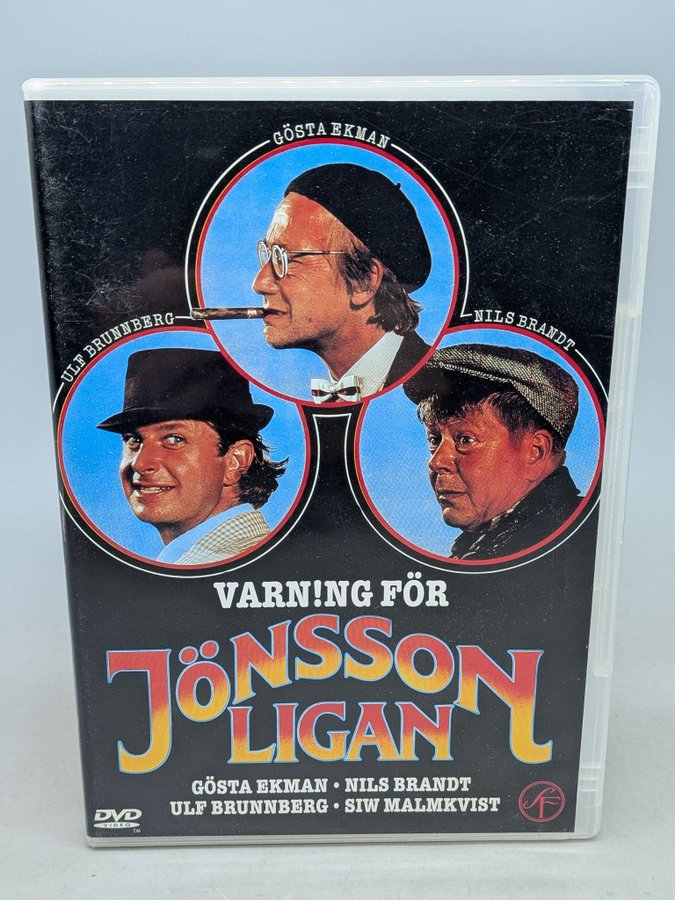 GÖSTA EKMAN
ULF BRUNNBERG
NILS BRANDT
VARN!NG FÖR
JÖNSSON
LIGAN
GÖSTA EKMAN · NILS BRANDT
ULF BRUNNBERG · SIW MALMKVIST
DVD
VIDEO
TM
SF